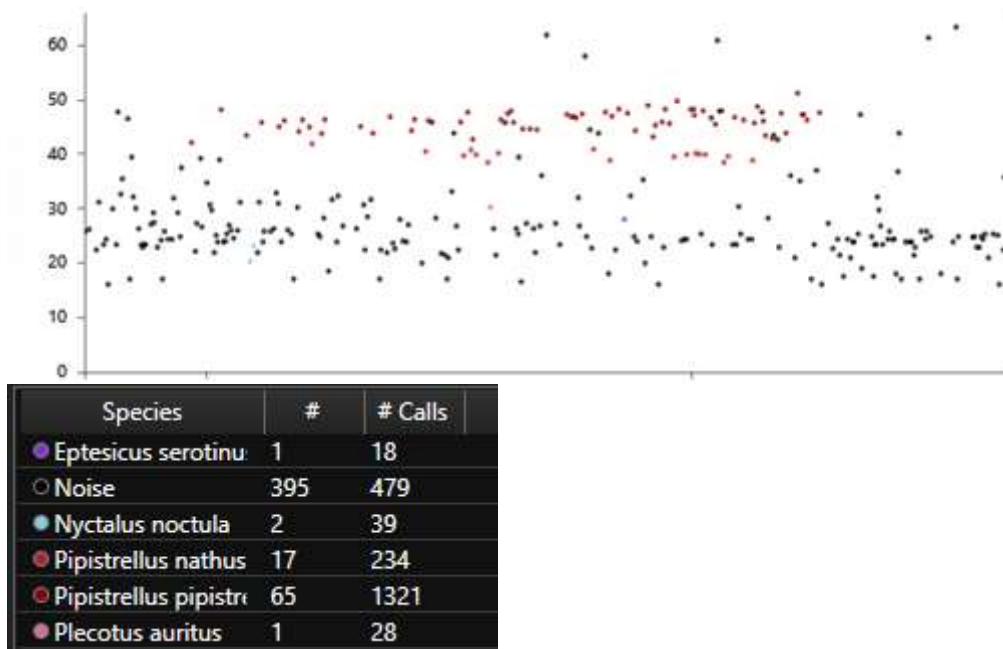 60
50
40
30
20
10
0
Species # # Calls
Eptesicus serotinu 1 18
Noise 395 479
Nyctalus noctula 2 39
Pipistrellus nathus 17 234
Pipistrellus pipistre 65 1321
Plecotus auritus 1 28